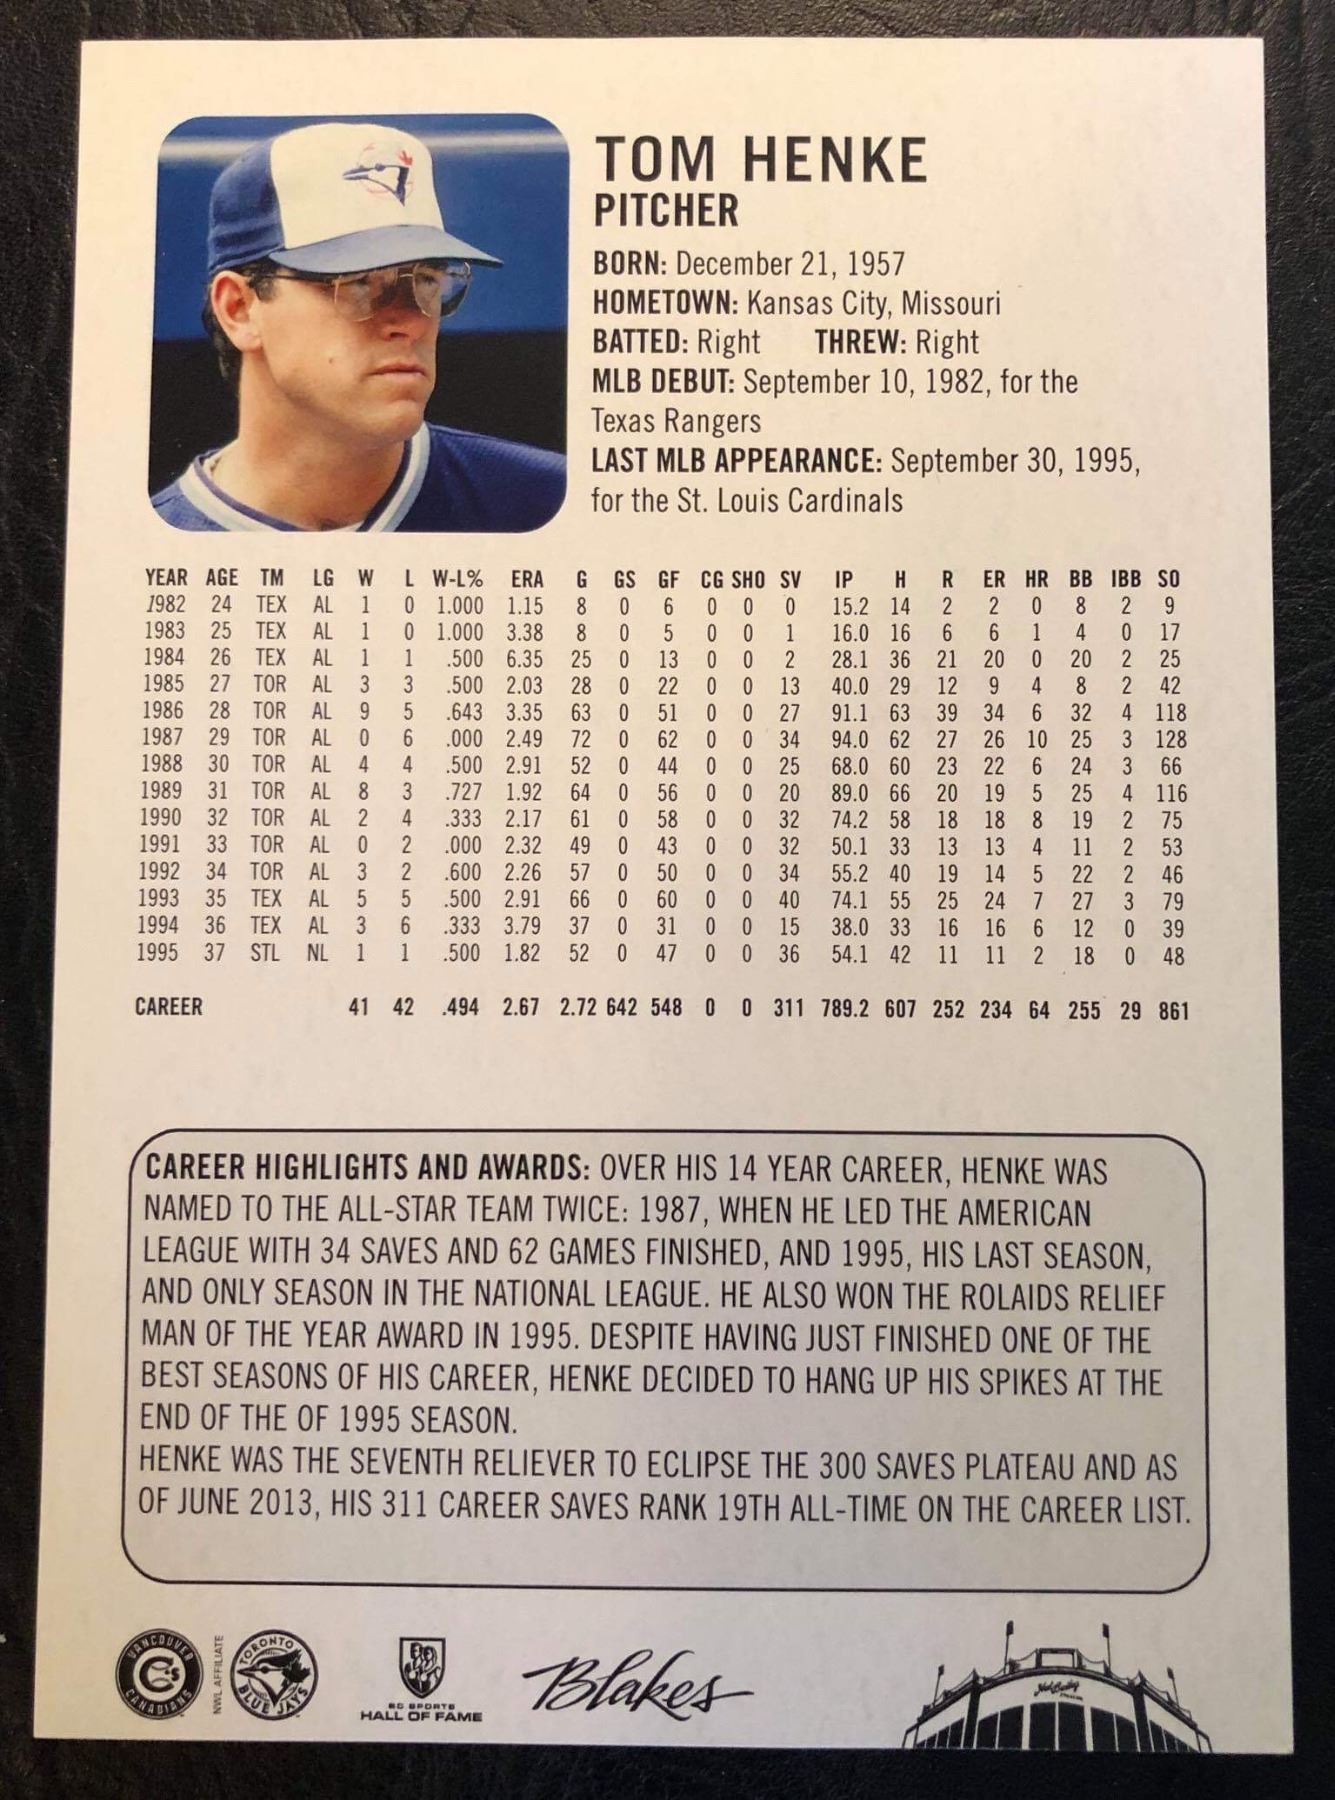 TOM HENKE
PITCHER
BORN: December 21, 1957
HOMETOWN: Kansas City, Missouri
BATTED: Right THREW: Right
MLB DEBUT: September 10, 1982, for the
Texas Rangers
LAST MLB APPEARANCE: September 30, 1995,
for the St. Louis Cardinals
YEAR AGE TM LG W L W-L% ERA G GS GF CG SHO SV IP H R ER HR BB IBB SO
1982 24 TEX AL 1 0 1.000 1.15 8 0 6 0 0 0 15.2 14 2 2 0 8 2 9
1983 25 TEX AL 1 0 1.000 3.38 8 0 5 0 0 1 16.0 16 6 6 1 4 0 17
1984 26 TEX AL 1 1 .500 6.35 25 0 13 0 0 2 28.1 36 21 20 0 20 2 25
1985 27 TOR AL 3 3 .500 2.03 28 0 22 0 0 13 40.0 29 12 9 4 8 2 42
1986 28 TOR AL 9 5 .643 3.35 63 0 51 0 0 27 91.1 63 39 34 6 32 4 118
1987 29 TOR AL 0 6 .000 2.49 72 0 62 0 0 34 94.0 62 27 26 10 25 3 128
1988 30 TOR AL 4 4 .500 2.91 52 0 44 0 0 25 68.0 60 23 22 6 24 3 66
1989 31 TOR AL 8 3 .727 1.92 64 0 56 0 0 20 89.0 66 20 19 5 25 4 116
1990 32 TOR AL 2 4 .333 2.17 61 0 58 0 0 32 74.2 58 18 18 8 19 2 75
1991 33 TOR AL 0 2 .000 2.32 49 0 43 0 0 32 50.1 33 13 13 4 11 2 53
1992 34 TOR AL 3 2 .600 2.26 57 0 50 0 0 34 55.2 40 19 14 5 22 2 46
1993 35 TEX AL 5 5 .500 2.91 66 0 60 0 0 40 74.1 55 25 24 7 27 3 79
1994 36 TEX AL 3 6 .333 3.79 37 0 31 0 0 15 38.0 33 16 16 6 12 0 39
1995 37 STL NL 1 1 .500 1.82 52 0 47 0 0 36 54.1 42 11 11 2 18 0 48
CAREER 41 42 .494 2.67 2.72 642 548 0 0 311 789.2 607 252 234 64 255 29 861
CAREER HIGHLIGHTS AND AWARDS: OVER HIS 14 YEAR CAREER, HENKE WAS
NAMED TO THE ALL-STAR TEAM TWICE: 1987, WHEN HE LED THE AMERICAN
LEAGUE WITH 34 SAVES AND 62 GAMES FINISHED, AND 1995, HIS LAST SEASON,
AND ONLY SEASON IN THE NATIONAL LEAGUE. HE ALSO WON THE ROLAIDS RELIEF
MAN OF THE YEAR AWARD IN 1995. DESPITE HAVING JUST FINISHED ONE OF THE
BEST SEASONS OF HIS CAREER, HENKE DECIDED TO HANG UP HIS SPIKES AT THE
END OF THE OF 1995 SEASON.
HENKE WAS THE SEVENTH RELIEVER TO ECLIPSE THE 300 SAVES PLATEAU AND AS
OF JUNE 2013, HIS 311 CAREER SAVES RANK 19TH ALL-TIME ON THE CAREER LIST.
VANCOUVER
C's
CANADIANS
NWL AFFILIATE
TORONTO
BLUE JAYS
BC SPORTS
HALL OF FAME
Blakes
Nat Bailey